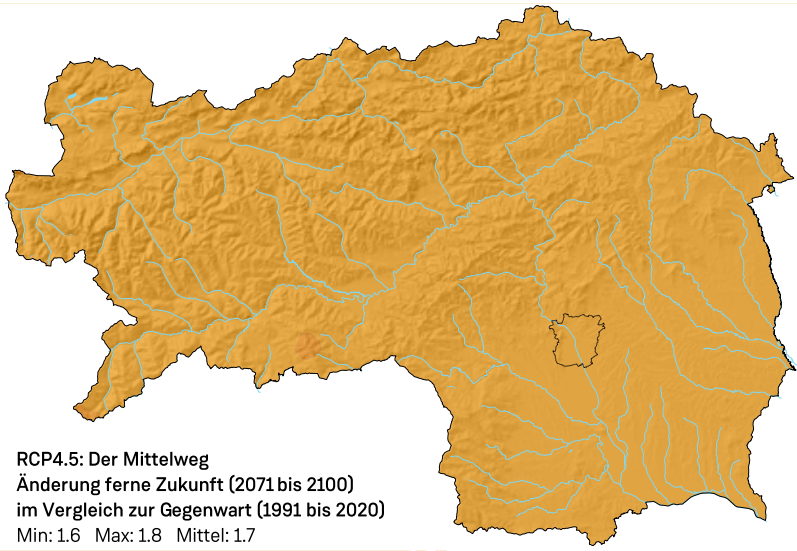 RCP4.5: Der Mittelweg
Änderung ferne Zukunft (2071 bis 2100)
im Vergleich zur Gegenwart (1991 bis 2020)
Min: 1.6 Max: 1.8 Mittel: 1.7